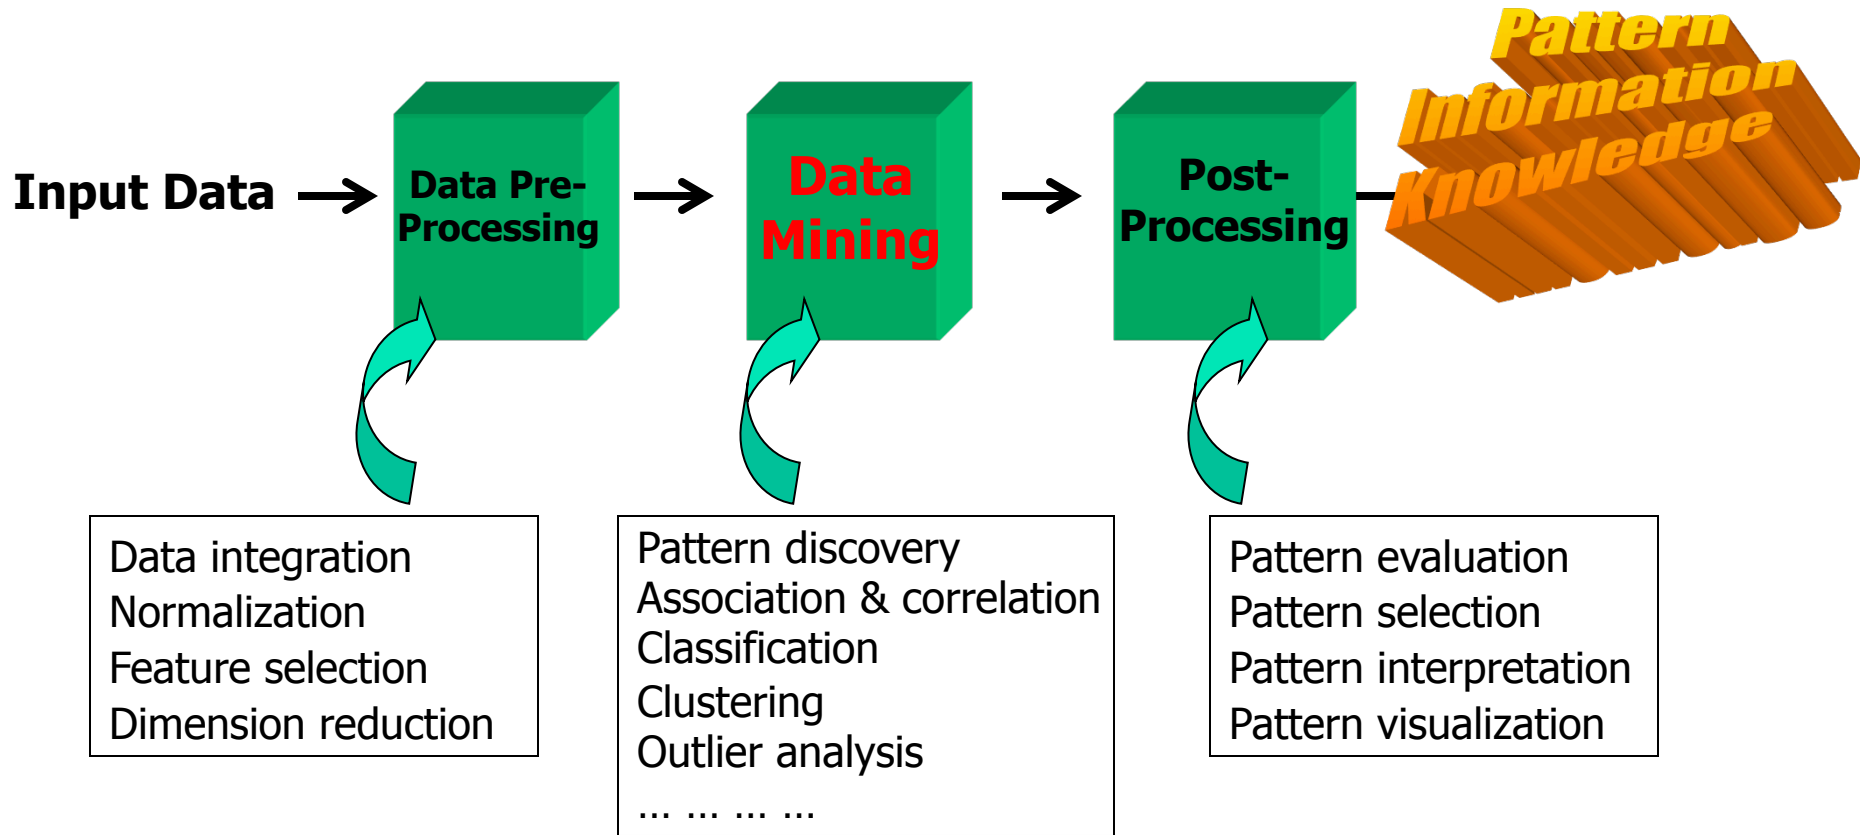 Input Data
Data Pre-
Processing
Data
Mining
Post-
Processing
Pattern
Information
Knowledge
Data integration
Normalization
Feature selection
Dimension reduction
Pattern discovery
Association & correlation
Classification
Clustering
Outlier analysis
... ... ... ...
Pattern evaluation
Pattern selection
Pattern interpretation
Pattern visualization